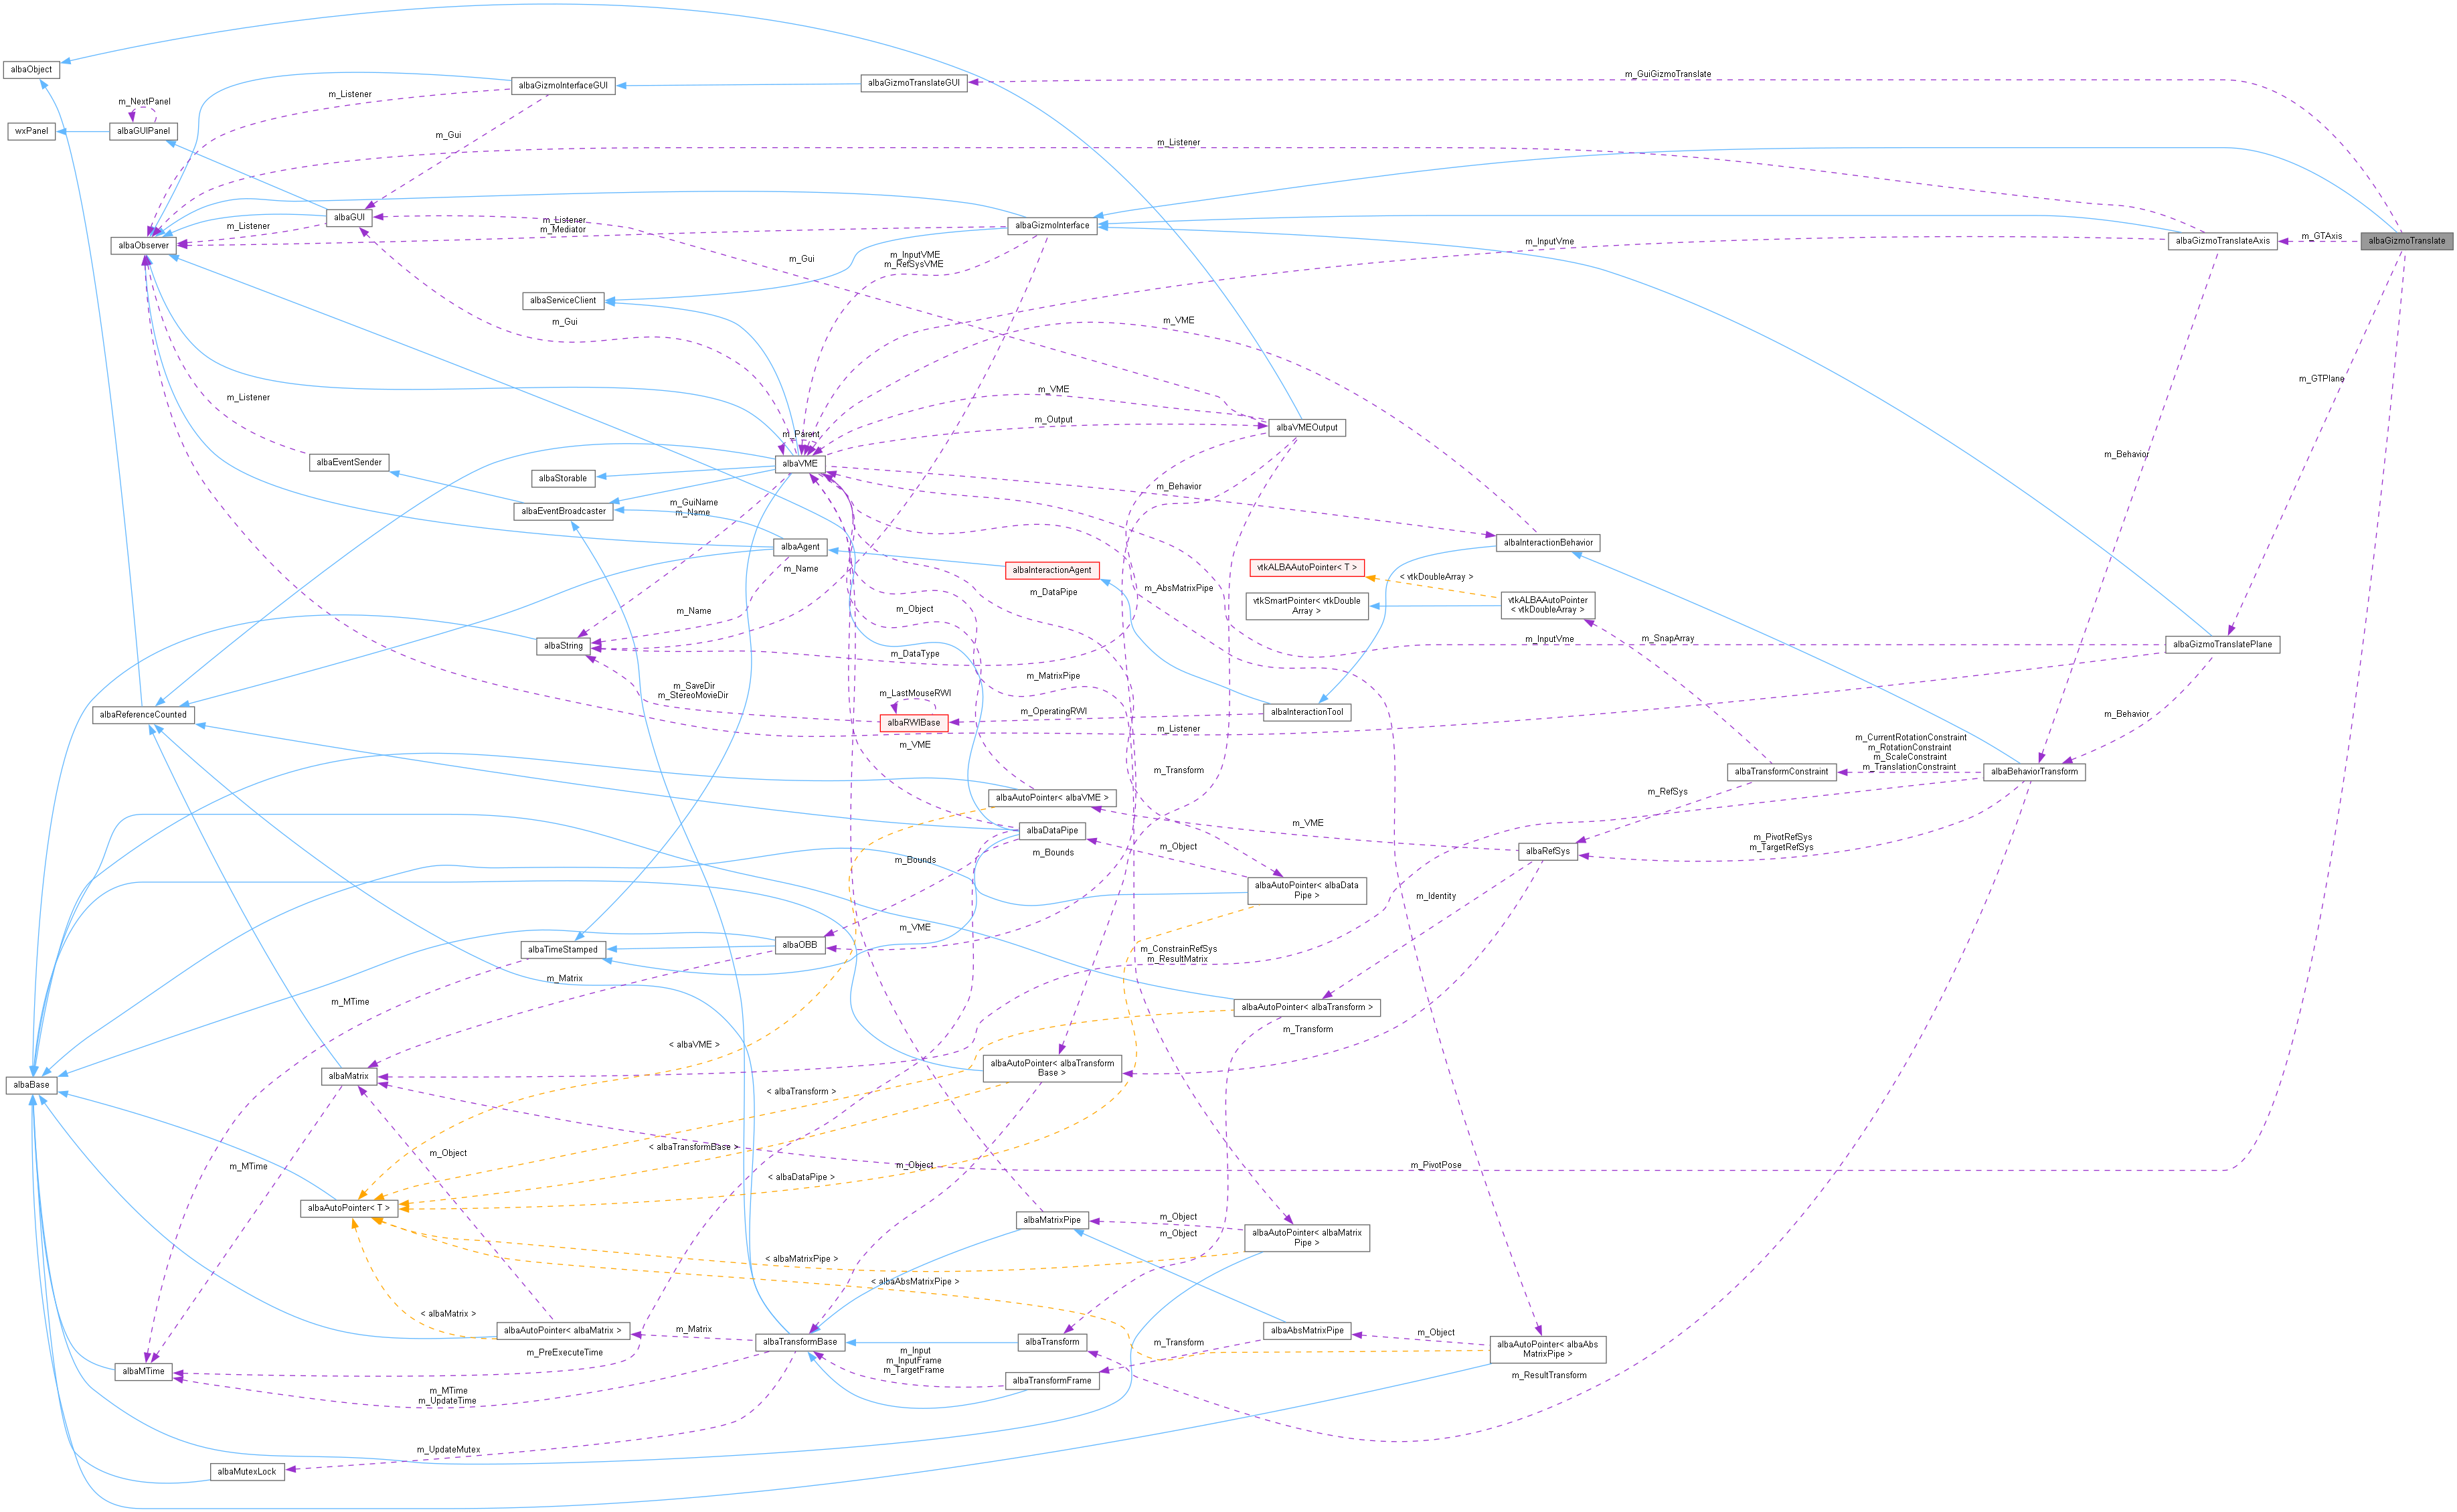 albaObject
albaGizmoInterfaceGUI
albaGizmoTranslateGUI
m_GuiGizmoTranslate
m_Listener
m_NextPanel
wxPanel
albaGUIPanel
m_Gui
m_Listener
albaGUI
m_Listener
m_Listener
m_Mediator
albaGizmoInterface
albaObserver
m_InputVme
albaGizmoTranslateAxis
m_GTAxis
albaGizmoTranslate
m_InputVME
m_RefSysVME
m_Gui
albaServiceClient
m_Gui
m_VME
m_GTPlane
m_VME
m_Listener
m_Output
albaVMEOutput
m_Parent
albaEventSender
albaVME
albaStorable
m_Behavior
m_Behavior
albaEventBroadcaster
m_GuiName
m_Name
albaAgent
albaInteractionBehavior
albaInteractionAgent
vtkALBAAutoPointer< T >
< vtkDoubleArray >
m_Name
m_AbsMatrixPipe
m_DataPipe
vtkSmartPointer< vtkDouble
Array >
vtkALBAAutoPointer
< vtkDoubleArray >
m_Name
m_Object
albaString
m_InputVme
m_SnapArray
albaGizmoTranslatePlane
m_DataType
m_MatrixPipe
m_SaveDir
m_StereoMovieDir
m_LastMouseRWI
albaReferenceCounted
albaRWIBase
m_OperatingRWI
albaInteractionTool
m_Behavior
m_Listener
m_VME
m_CurrentRotationConstraint
m_RotationConstraint
m_ScaleConstraint
m_TranslationConstraint
m_Transform
albaTransformConstraint
albaBehaviorTransform
m_RefSys
albaAutoPointer< albaVME >
m_VME
albaDataPipe
m_PivotRefSys
m_TargetRefSys
m_Object
albaRefSys
m_Bounds
m_Bounds
albaAutoPointer< albaData
Pipe >
m_Identity
m_VME
albaOBB
albaTimeStamped
m_ConstrainRefSys
m_ResultMatrix
m_Matrix
m_MTime
albaAutoPointer< albaTransform >
m_Transform
< albaVME >
albaAutoPointer< albaTransform
Base >
albaMatrix
albaBase
< albaTransform >
m_Object
< albaTransformBase >
m_MTime
m_Object
m_PivotPose
< albaDataPipe >
albaAutoPointer< T >
albaMatrixPipe
m_Object
m_Object
albaAutoPointer< albaMatrix
Pipe >
< albaMatrixPipe >
< albaAbsMatrixPipe >
< albaMatrix >
albaAutoPointer< albaMatrix >
m_Matrix
albaTransformBase
albaTransform
albaAbsMatrixPipe
m_Object
albaAutoPointer< albaAbs
MatrixPipe >
m_Transform
m_PreExecuteTime
m_Input
m_InputFrame
m_TargetFrame
albaMTime
albaTransformFrame
m_ResultTransform
m_MTime
m_UpdateTime
m_UpdateMutex
albaMutexLock